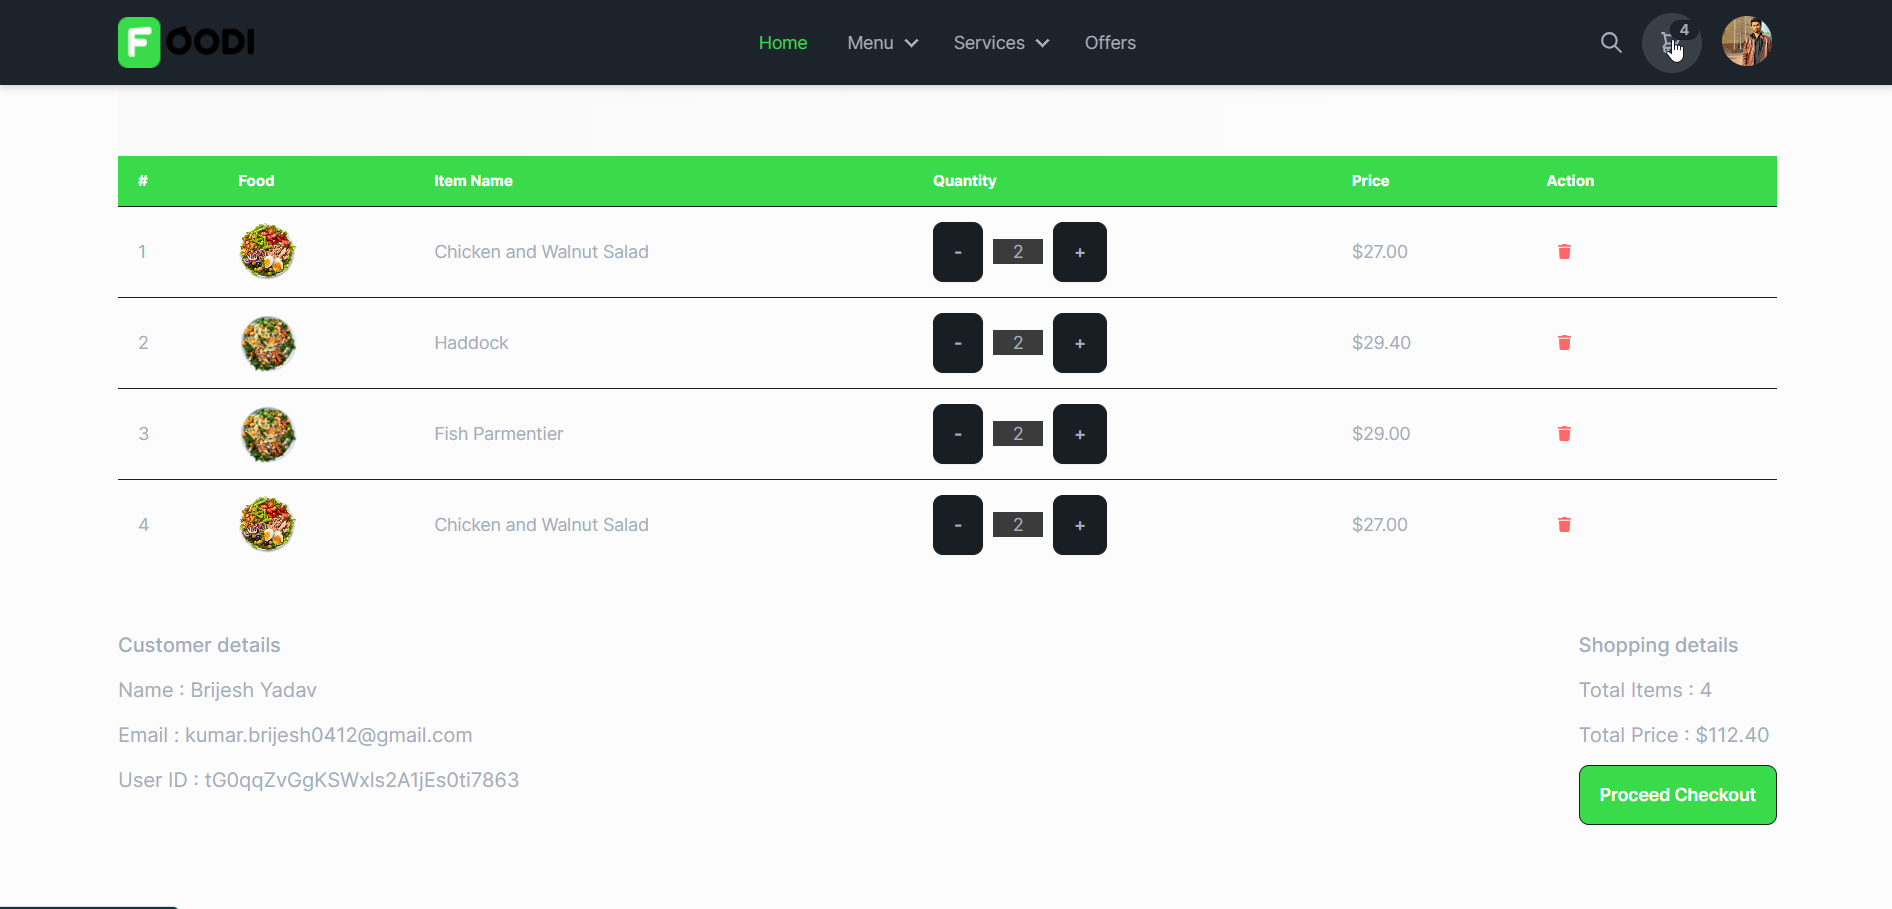 FOODI Home Menu Services Offers 4
# Food Item Name Quantity Price Action
1 Chicken and Walnut Salad - 2 + $27.00
2 Haddock - 2 + $29.40
3 Fish Parmentier - 2 + $29.00
4 Chicken and Walnut Salad - 2 + $27.00
Customer details
Name : Brijesh Yadav
Email : kumar.brijesh0412@gmail.com
User ID : tG0qqZvGgKSWxls2A1jEs0ti7863
Shopping details
Total Items : 4
Total Price : $112.40
Proceed Checkout